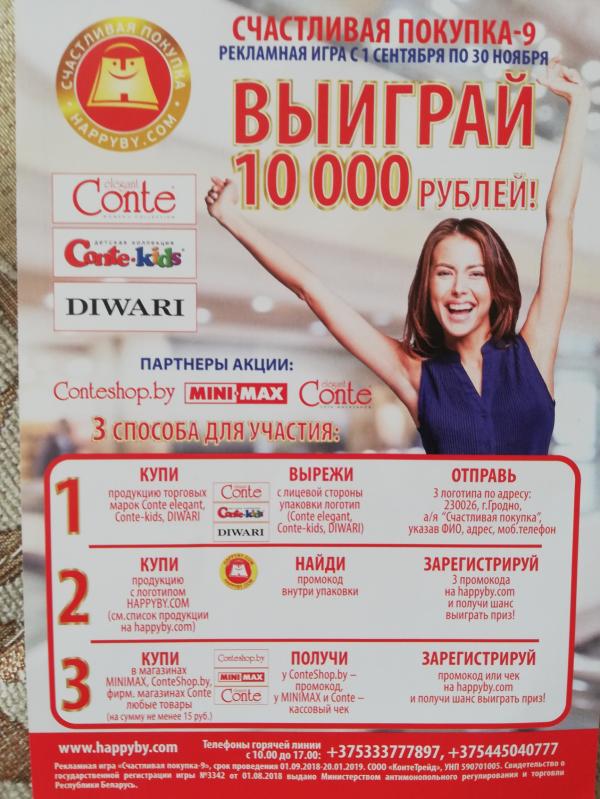 СЧАСТЛИВАЯ ПОКУПКА
HAPPYBY.COM
СЧАСТЛИВАЯ ПОКУПКА-9
РЕКЛАМНАЯ ИГРА С 1 СЕНТЯБРЯ ПО 30 НОЯБРЯ
ВЫИГРАЙ
10 000 РУБЛЕЙ!
elegant
Conte
WOMEN'S COLLECTION
ДЕТСКАЯ КОЛЛЕКЦИЯ
Conte-kids
DIWARI
ПАРТНЕРЫ АКЦИИ:
Conteshop.by MINI MAX elegant Conte
3 СПОСОБА ДЛЯ УЧАСТИЯ:
1
КУПИ
продукцию торговых
марок Conte elegant,
Conte-kids, DIWARI
Conte
Conte-kids
DIWARI
ВЫРЕЖИ
с лицевой стороны
упаковки логотип
(Conte elegant,
Conte-kids, DIWARI)
ОТПРАВЬ
3 логотипа по адресу:
230026, г.Гродно,
а/я "Счастливая покупка",
указав ФИО, адрес, моб.телефон
2
КУПИ
продукцию
с логотипом
HAPPYBY.COM
(см.список продукции
на happyby.com)
НАЙДИ
промокод
внутри упаковки
ЗАРЕГИСТРИРУЙ
3 промокода
на happyby.com
и получи шанс
выиграть приз!
3
КУПИ
в магазинах
MINIMAX, ConteShop.by,
фирм. магазинах Conte
любые товары
(на сумму не менее 15 руб.)
Conteshop.by
MINI MAX
Conte
ПОЛУЧИ
у ConteShop.by –
промокод,
у MINIMAX и Conte –
кассовый чек
ЗАРЕГИСТРИРУЙ
промокод или чек
на happyby.com
и получи шанс выиграть приз!
www.happyby.com
Телефоны горячей линии
с 10.00 до 17.00: +375333777897, +375445040777
Рекламная игра «Счастливая покупка-9», срок проведения 01.09.2018-20.01.2019. СООО «КонтеТрейд», УНП 590701005. Свидетельство о
государственной регистрации игры №3342 от 01.08.2018 выдано Министерством антимонопольного регулирования и торговли
Республики Беларусь.